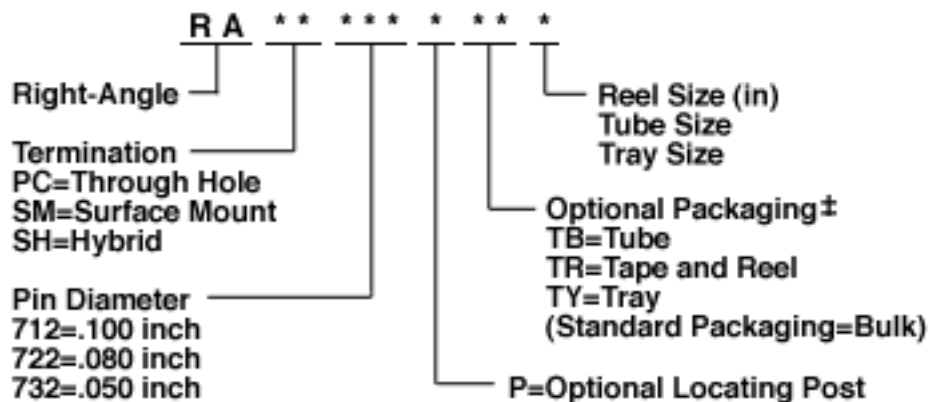 RA ** *** * ** *
Right-Angle
Termination
PC=Through Hole
SM=Surface Mount
SH=Hybrid
Pin Diameter
712=.100 inch
722=.080 inch
732=.050 inch
Reel Size (in)
Tube Size
Tray Size
Optional Packaging‡
TB=Tube
TR=Tape and Reel
TY=Tray
(Standard Packaging=Bulk)
P=Optional Locating Post